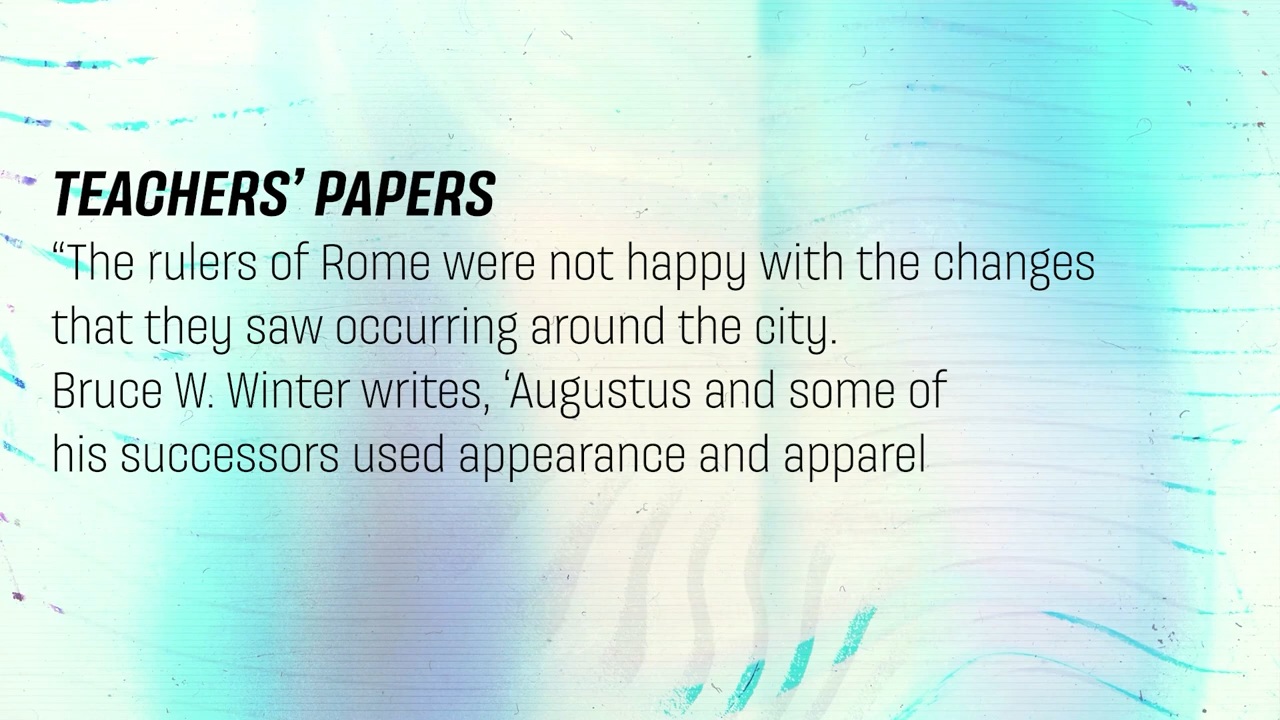 TEACHERS’ PAPERS
“The rulers of Rome were not happy with the changes
that they saw occurring around the city.
Bruce W. Winter writes, ‘Augustus and some of
his successors used appearance and apparel